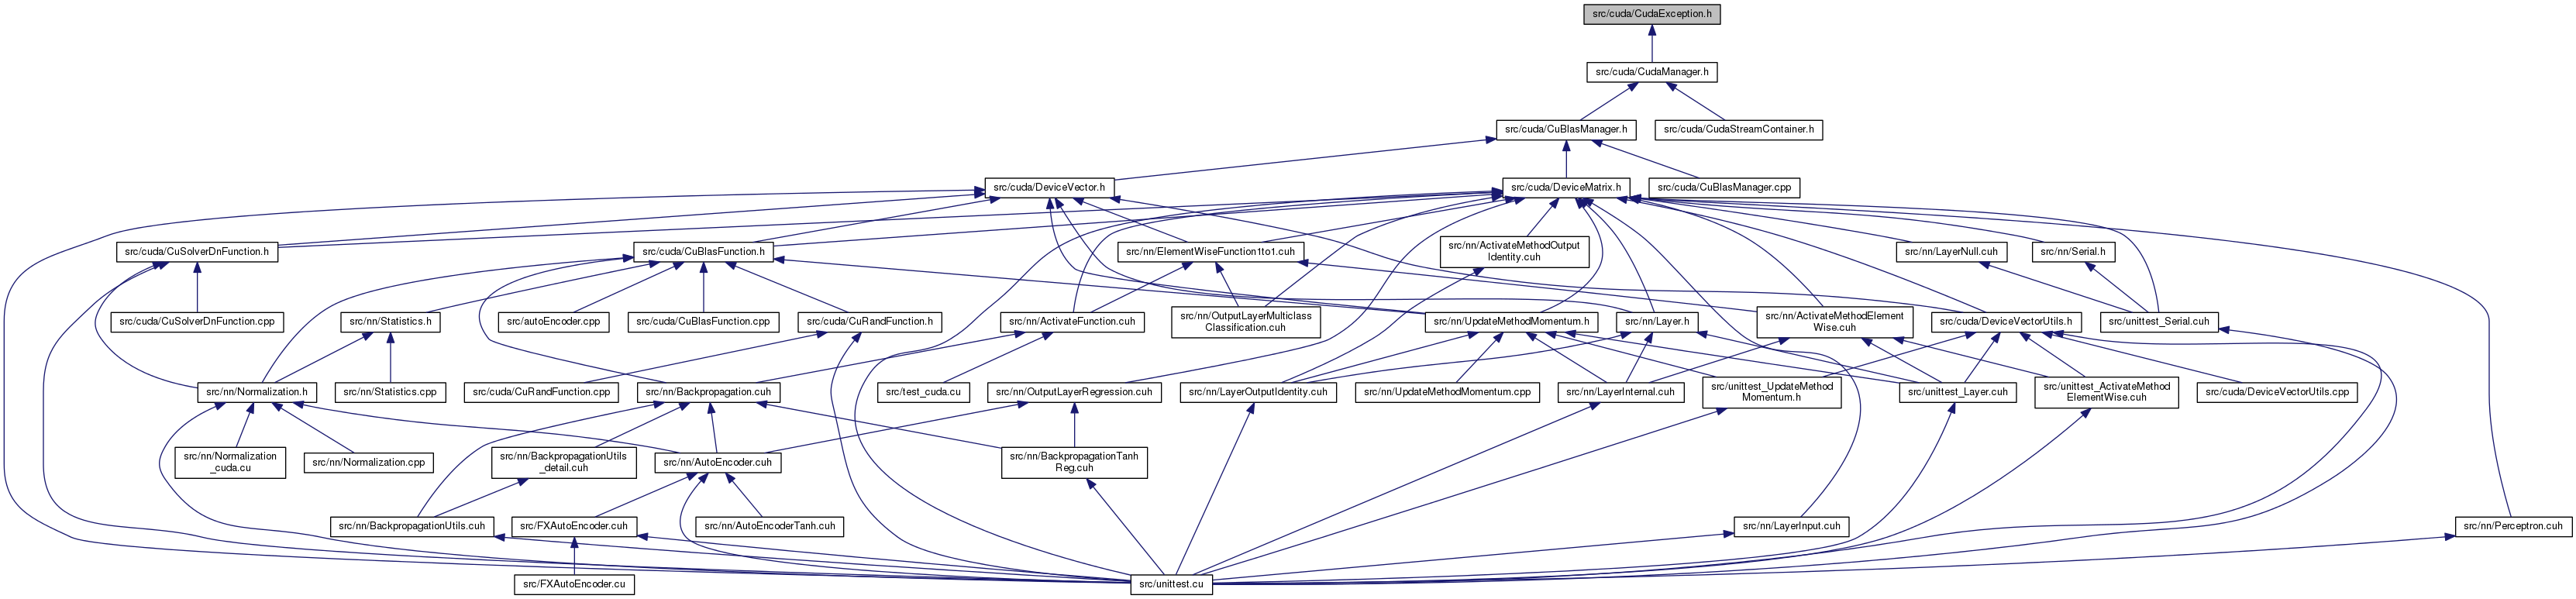 src/cuda/CudaException.h
src/cuda/CudaManager.h
src/cuda/CuBlasManager.h
src/cuda/CudaStreamContainer.h
src/cuda/DeviceVector.h
src/cuda/DeviceMatrix.h
src/cuda/CuBlasManager.cpp
src/cuda/CuSolverDnFunction.h
src/cuda/CuBlasFunction.h
src/nn/ElementWiseFunction1to1.cuh
src/nn/ActivateMethodOutput
Identity.cuh
src/nn/LayerNull.cuh
src/nn/Serial.h
src/cuda/CuSolverDnFunction.cpp
src/nn/Statistics.h
src/autoEncoder.cpp
src/cuda/CuBlasFunction.cpp
src/cuda/CuRandFunction.h
src/nn/ActivateFunction.cuh
src/nn/OutputLayerMulticlass
Classification.cuh
src/nn/UpdateMethodMomentum.h
src/nn/Layer.h
src/nn/ActivateMethodElement
Wise.cuh
src/cuda/DeviceVectorUtils.h
src/unittest_Serial.cuh
src/nn/Normalization.h
src/nn/Statistics.cpp
src/cuda/CuRandFunction.cpp
src/nn/Backpropagation.cuh
src/test_cuda.cu
src/nn/OutputLayerRegression.cuh
src/nn/LayerOutputIdentity.cuh
src/nn/UpdateMethodMomentum.cpp
src/nn/LayerInternal.cuh
src/unittest_UpdateMethod
Momentum.h
src/unittest_Layer.cuh
src/unittest_ActivateMethod
ElementWise.cuh
src/cuda/DeviceVectorUtils.cpp
src/nn/Normalization
_cuda.cu
src/nn/Normalization.cpp
src/nn/BackpropagationUtils
_detail.cuh
src/nn/AutoEncoder.cuh
src/nn/BackpropagationTanh
Reg.cuh
src/nn/BackpropagationUtils.cuh
src/FXAutoEncoder.cuh
src/nn/AutoEncoderTanh.cuh
src/nn/LayerInput.cuh
src/nn/Perceptron.cuh
src/FXAutoEncoder.cu
src/unittest.cu